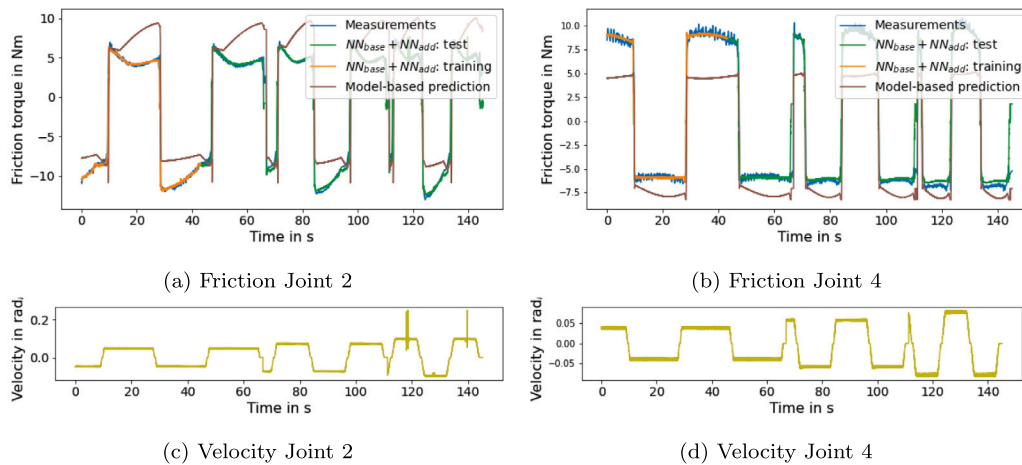 Friction torque in Nm
10
5
0
−5
−10
Measurements
NN_base + NN_add: test
NN_base + NN_add: training
Model-based prediction
0 20 40 60 80 100 120 140
Time in s
(a) Friction Joint 2
Friction torque in Nm
10.0
7.5
5.0
2.5
0.0
−2.5
−5.0
−7.5
Measurements
NN_base + NN_add: test
NN_base + NN_add: training
Model-based prediction
0 20 40 60 80 100 120 140
Time in s
(b) Friction Joint 4
Velocity in rad
0.2
0.0
0 20 40 60 80 100 120 140
Time in s
(c) Velocity Joint 2
Velocity in rad
0.05
0.00
−0.05
0 20 40 60 80 100 120 140
Time in s
(d) Velocity Joint 4